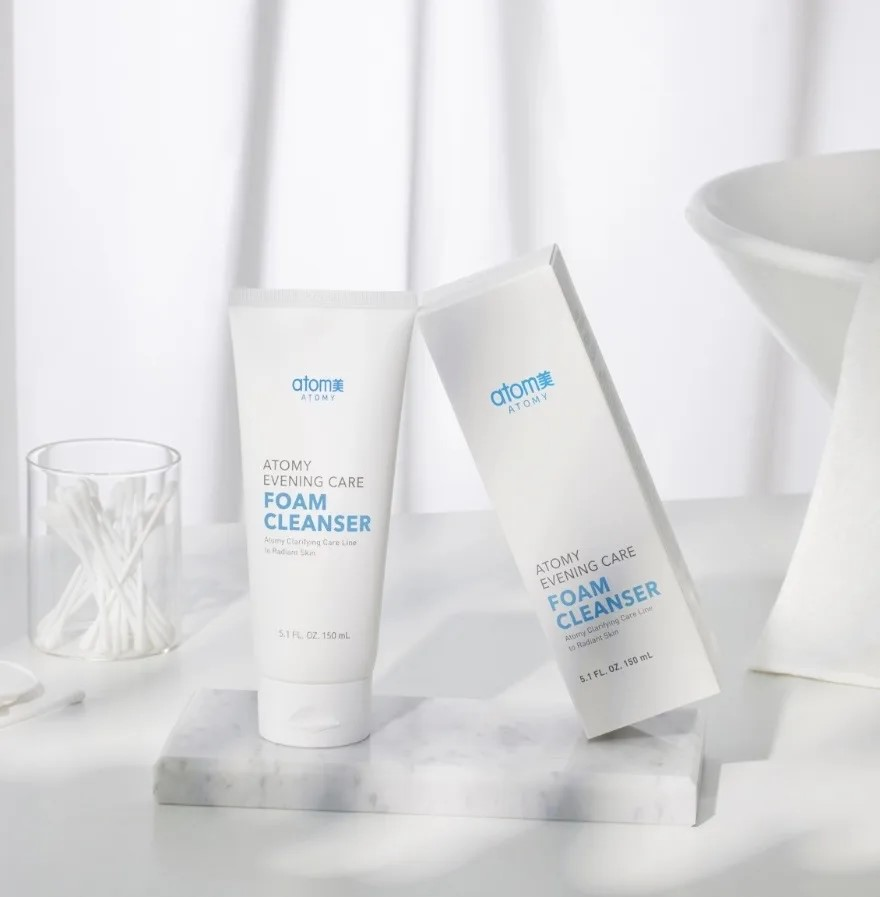 atom美
ATOMY
ATOMY
EVENING CARE
FOAM
CLEANSER
Atomy Clarifying Care Line
to Radiant Skin
5.1 FL. OZ. 150 mL
atom美
ATOMY
ATOMY
EVENING CARE
FOAM
CLEANSER
Atomy Clarifying Care Line
to Radiant Skin
5.1 FL. OZ. 150 mL